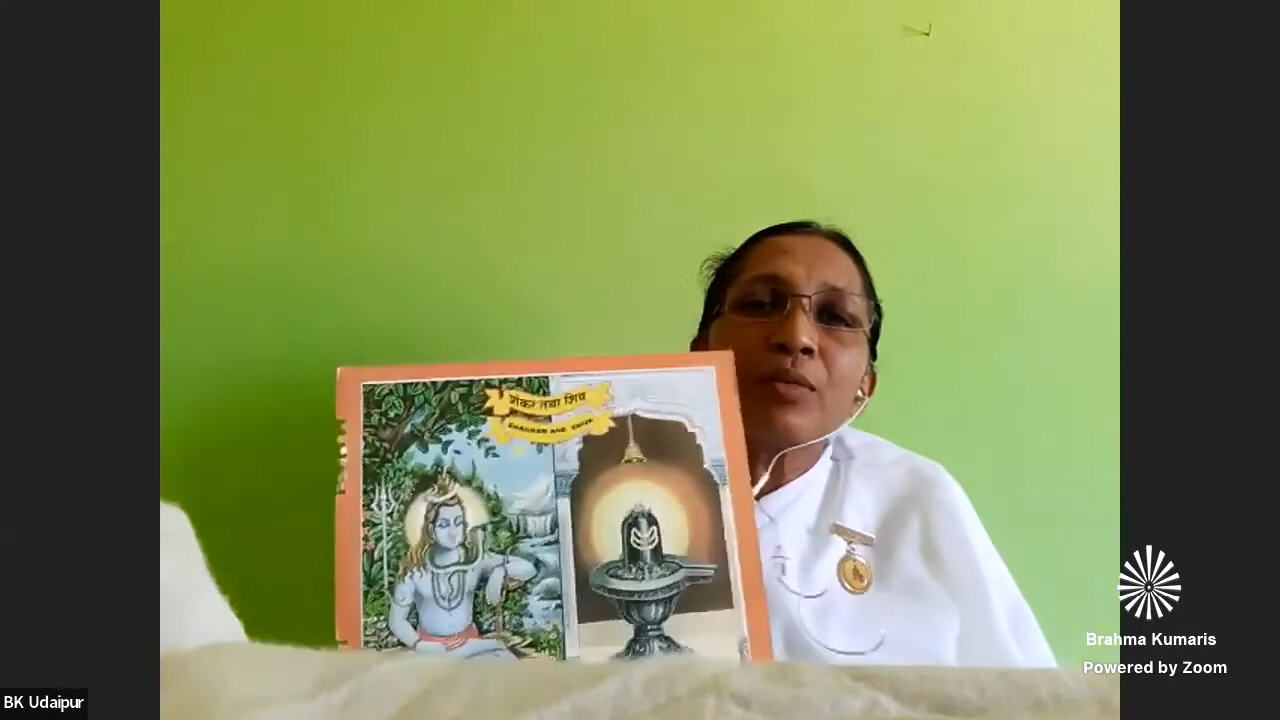 शंकर तथा शिव
SHANKAR AND SHIVA
Brahma Kumaris
Powered by Zoom
BK Udaipur